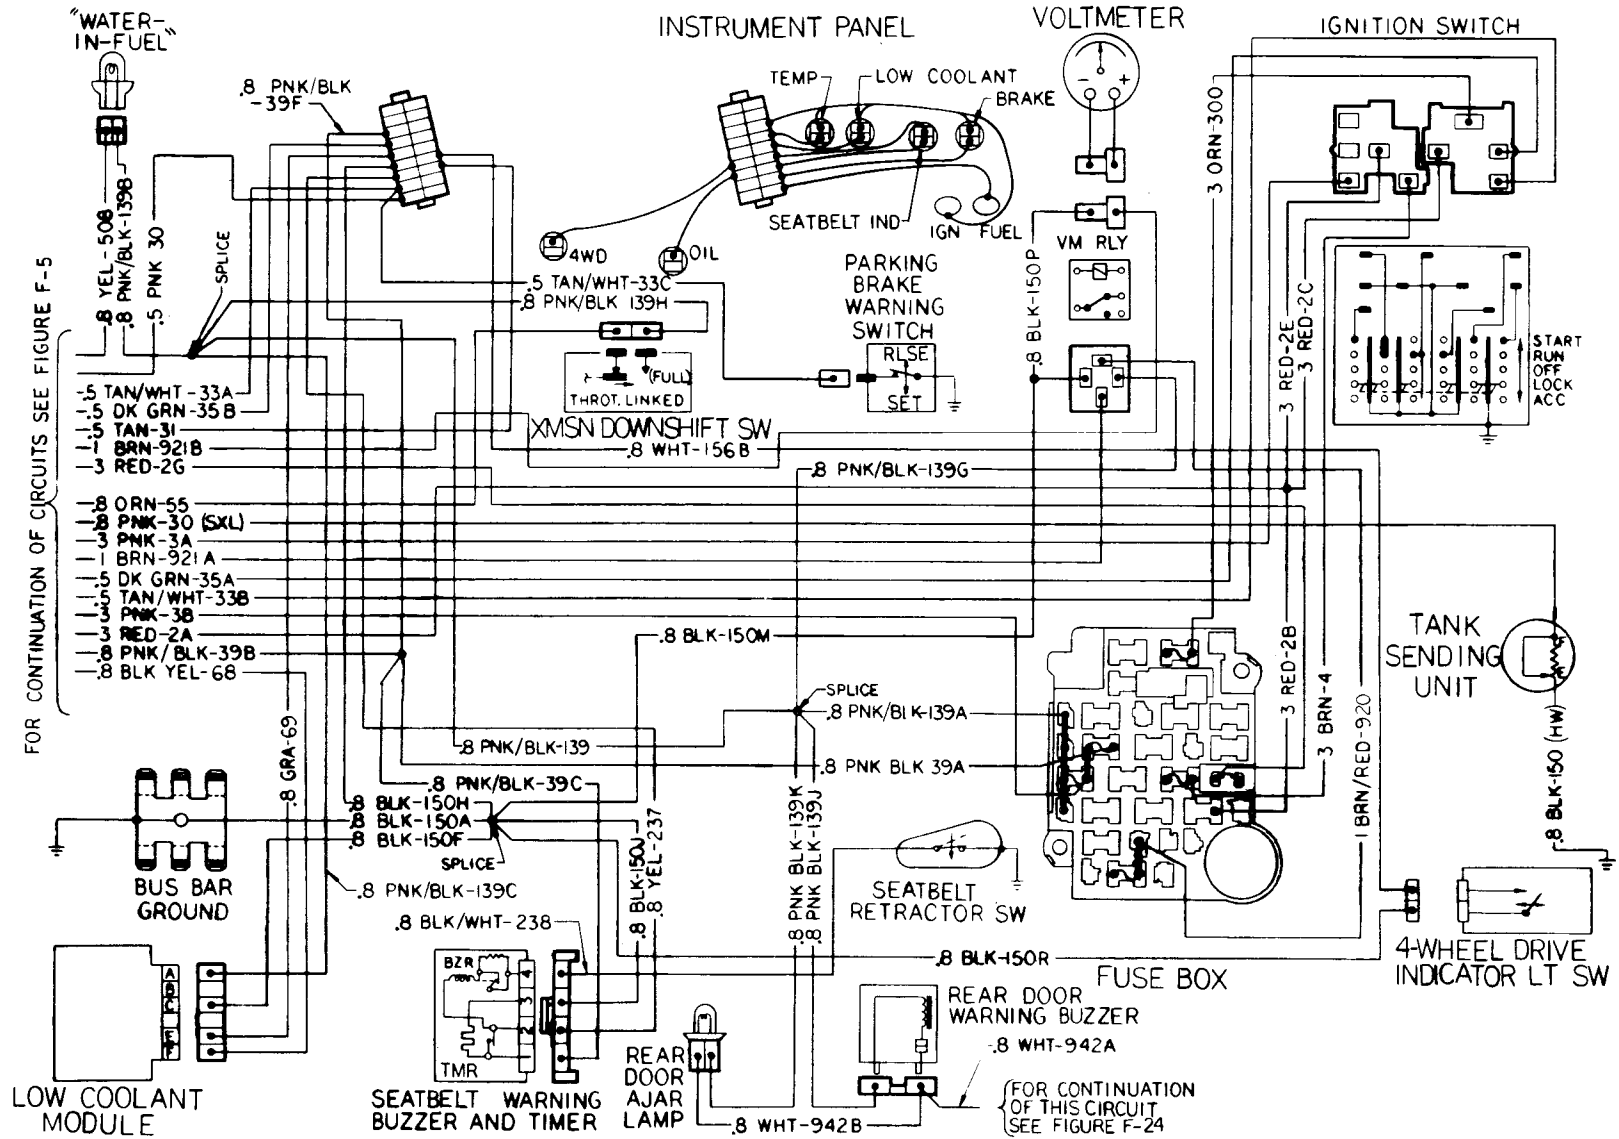 "WATER-
IN-FUEL"
INSTRUMENT PANEL
VOLTMETER
IGNITION SWITCH
.8 PNK/BLK
-39F
TEMP
LOW COOLANT
BRAKE
- +
3 ORN-300
.8 YEL-508
.8 PNK/BLK-139B
.5 PNK 30
SPLICE
SEATBELT IND
IGN FUEL
4WD
OIL
VM RLY
.8 BLK-150P
.5 TAN/WHT-33C
.8 PNK/BLK 139H
PARKING
BRAKE
WARNING
SWITCH
RLSE
SET
(FULL)
THROT. LINKED
XMSN DOWNSHIFT SW
3 RED-2E
3 RED-2C
START
RUN
OFF
LOCK
ACC
FOR CONTINUATION OF CIRCUITS SEE FIGURE F-5
.5 TAN/WHT-33A
.5 DK GRN-35B
.5 TAN-31
1 BRN-921B
3 RED-2G
.8 WHT-156B
.8 PNK/BLK-139G
.8 ORN-55
.8 PNK-30 (SXL)
3 PNK-3A
1 BRN-921A
.5 DK GRN-35A
.5 TAN/WHT-33B
3 PNK-3B
3 RED-2A
.8 PNK/BLK-39B
.8 BLK YEL-68
.8 BLK-150M
TANK
SENDING
UNIT
3 RED-2B
3 BRN-4
1 BRN/RED-920
.8 BLK-150 (HW)
SPLICE
.8 PNK/BLK-139A
.8 PNK/BLK-139
.8 PNK BLK 39A
.8 GRA-69
.8 PNK/BLK-39C
.8 BLK-150H
.8 BLK-150A
.8 BLK-150F
SPLICE
.8 BLK-150J
.8 YEL-237
.8 PNK BLK-139K
.8 PNK/BLK-139J
BUS BAR
GROUND
.8 PNK/BLK-139C
.8 BLK/WHT-238
SEATBELT
RETRACTOR SW
.8 BLK-150R
FUSE BOX
4-WHEEL DRIVE
INDICATOR LT SW
A
B
C
E
F
LOW COOLANT
MODULE
BZR
4
3
2
TMR
SEATBELT WARNING
BUZZER AND TIMER
REAR
DOOR
AJAR
LAMP
REAR DOOR
WARNING BUZZER
.8 WHT-942A
.8 WHT-942B
FOR CONTINUATION
OF THIS CIRCUIT
SEE FIGURE F-24